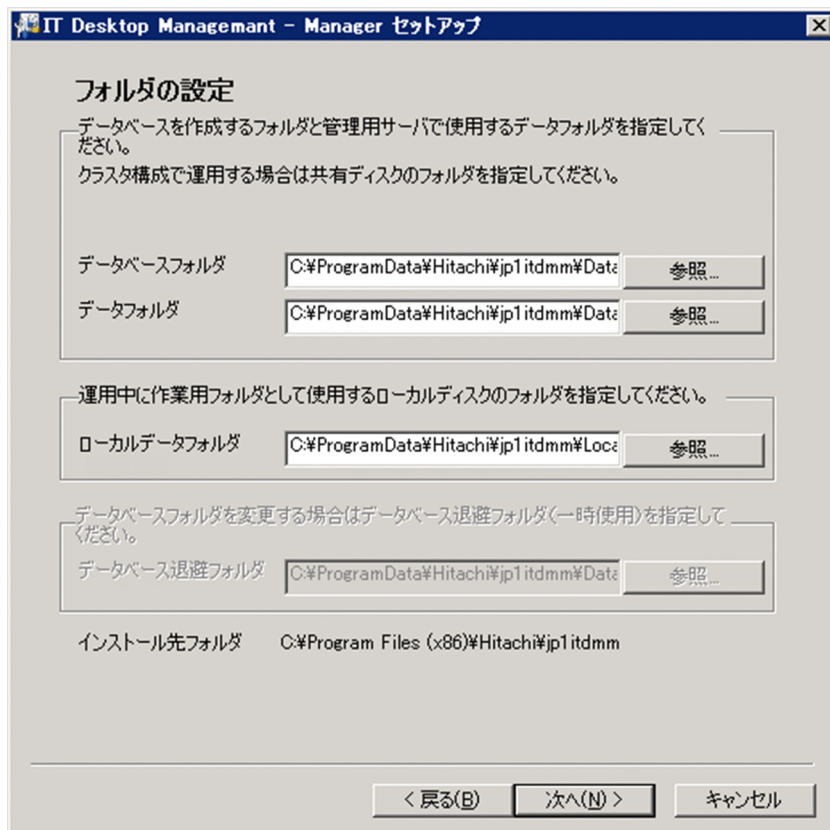 IT Desktop Managemant - Manager セットアップ
フォルダの設定
データベースを作成するフォルダと管理用サーバで使用するデータフォルダを指定してく
ださい。
クラスタ構成で運用する場合は共有ディスクのフォルダを指定してください。
データベースフォルダ C:¥ProgramData¥Hitachi¥jp1itdmm¥Data 参照...
データフォルダ C:¥ProgramData¥Hitachi¥jp1itdmm¥Data 参照...
運用中に作業用フォルダとして使用するローカルディスクのフォルダを指定してください。
ローカルデータフォルダ C:¥ProgramData¥Hitachi¥jp1itdmm¥Loca 参照...
データベースフォルダを変更する場合はデータベース退避フォルダ(一時使用)を指定して
ください。
データベース退避フォルダ C:¥ProgramData¥Hitachi¥jp1itdmm¥Data 参照...
インストール先フォルダ C:¥Program Files (x86)¥Hitachi¥jp1itdmm
< 戻る(B) 次へ(N) > キャンセル